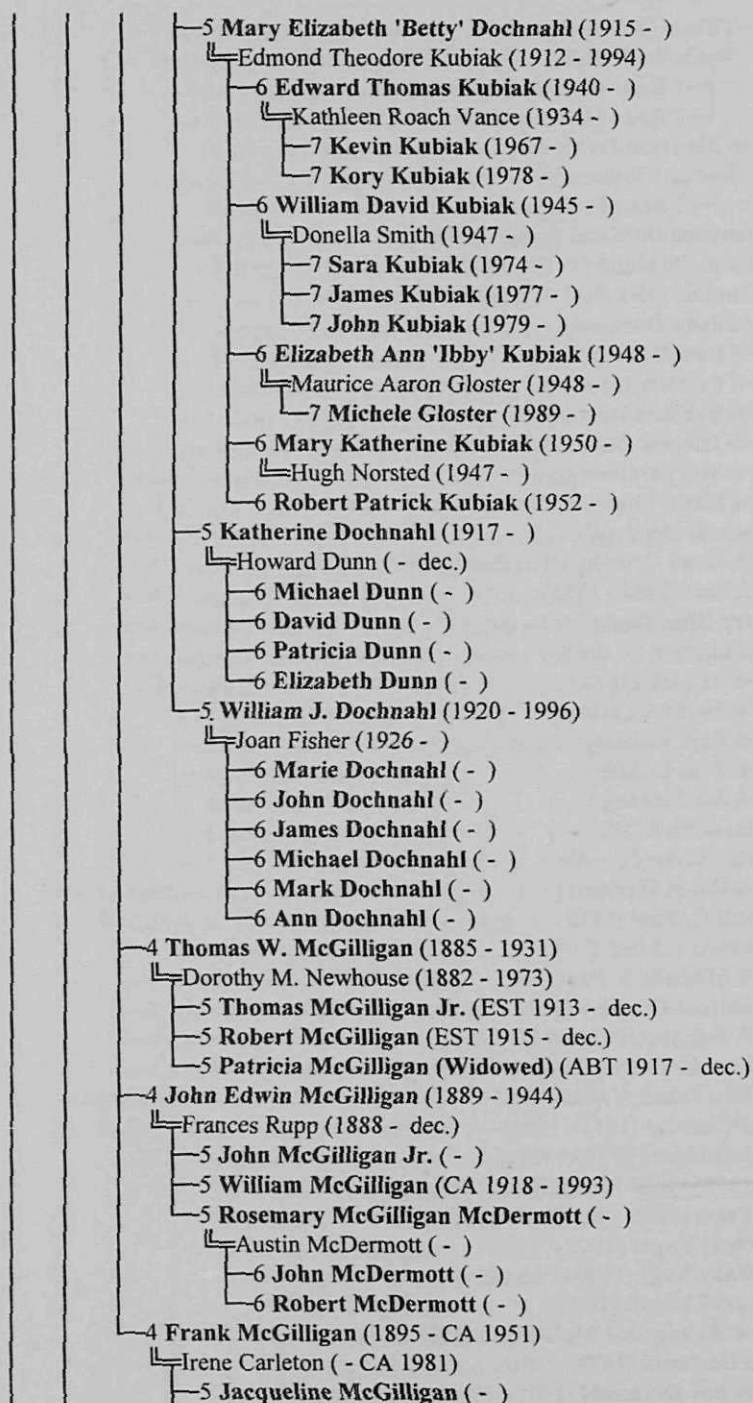 5 Mary Elizabeth 'Betty' Dochnahl (1915 - )
Edmond Theodore Kubiak (1912 - 1994)
6 Edward Thomas Kubiak (1940 - )
Kathleen Roach Vance (1934 - )
7 Kevin Kubiak (1967 - )
7 Kory Kubiak (1978 - )
6 William David Kubiak (1945 - )
Donella Smith (1947 - )
7 Sara Kubiak (1974 - )
7 James Kubiak (1977 - )
7 John Kubiak (1979 - )
6 Elizabeth Ann 'Ibby' Kubiak (1948 - )
Maurice Aaron Gloster (1948 - )
7 Michele Gloster (1989 - )
6 Mary Katherine Kubiak (1950 - )
Hugh Norsted (1947 - )
6 Robert Patrick Kubiak (1952 - )
5 Katherine Dochnahl (1917 - )
Howard Dunn ( - dec.)
6 Michael Dunn ( - )
6 David Dunn ( - )
6 Patricia Dunn ( - )
6 Elizabeth Dunn ( - )
5 William J. Dochnahl (1920 - 1996)
Joan Fisher (1926 - )
6 Marie Dochnahl ( - )
6 John Dochnahl ( - )
6 James Dochnahl ( - )
6 Michael Dochnahl ( - )
6 Mark Dochnahl ( - )
6 Ann Dochnahl ( - )
4 Thomas W. McGilligan (1885 - 1931)
Dorothy M. Newhouse (1882 - 1973)
5 Thomas McGilligan Jr. (EST 1913 - dec.)
5 Robert McGilligan (EST 1915 - dec.)
5 Patricia McGilligan (Widowed) (ABT 1917 - dec.)
4 John Edwin McGilligan (1889 - 1944)
Frances Rupp (1888 - dec.)
5 John McGilligan Jr. ( - )
5 William McGilligan (CA 1918 - 1993)
5 Rosemary McGilligan McDermott ( - )
Austin McDermott ( - )
6 John McDermott ( - )
6 Robert McDermott ( - )
4 Frank McGilligan (1895 - CA 1951)
Irene Carleton ( - CA 1981)
5 Jacqueline McGilligan ( - )